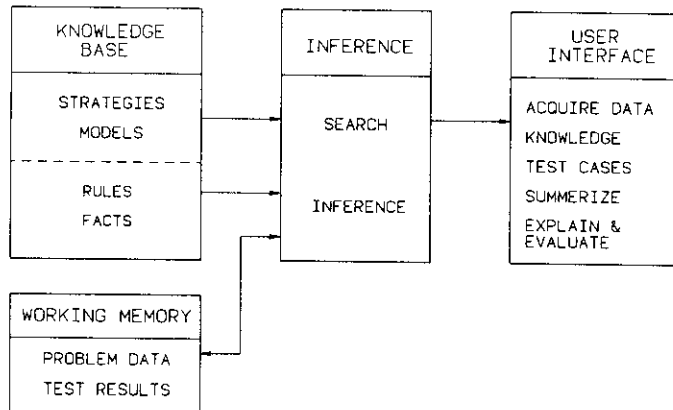 KNOWLEDGE
BASE
STRATEGIES
MODELS
RULES
FACTS
INFERENCE
SEARCH
INFERENCE
USER
INTERFACE
ACQUIRE DATA
KNOWLEDGE
TEST CASES
SUMMERIZE
EXPLAIN &
EVALUATE
WORKING MEMORY
PROBLEM DATA
TEST RESULTS